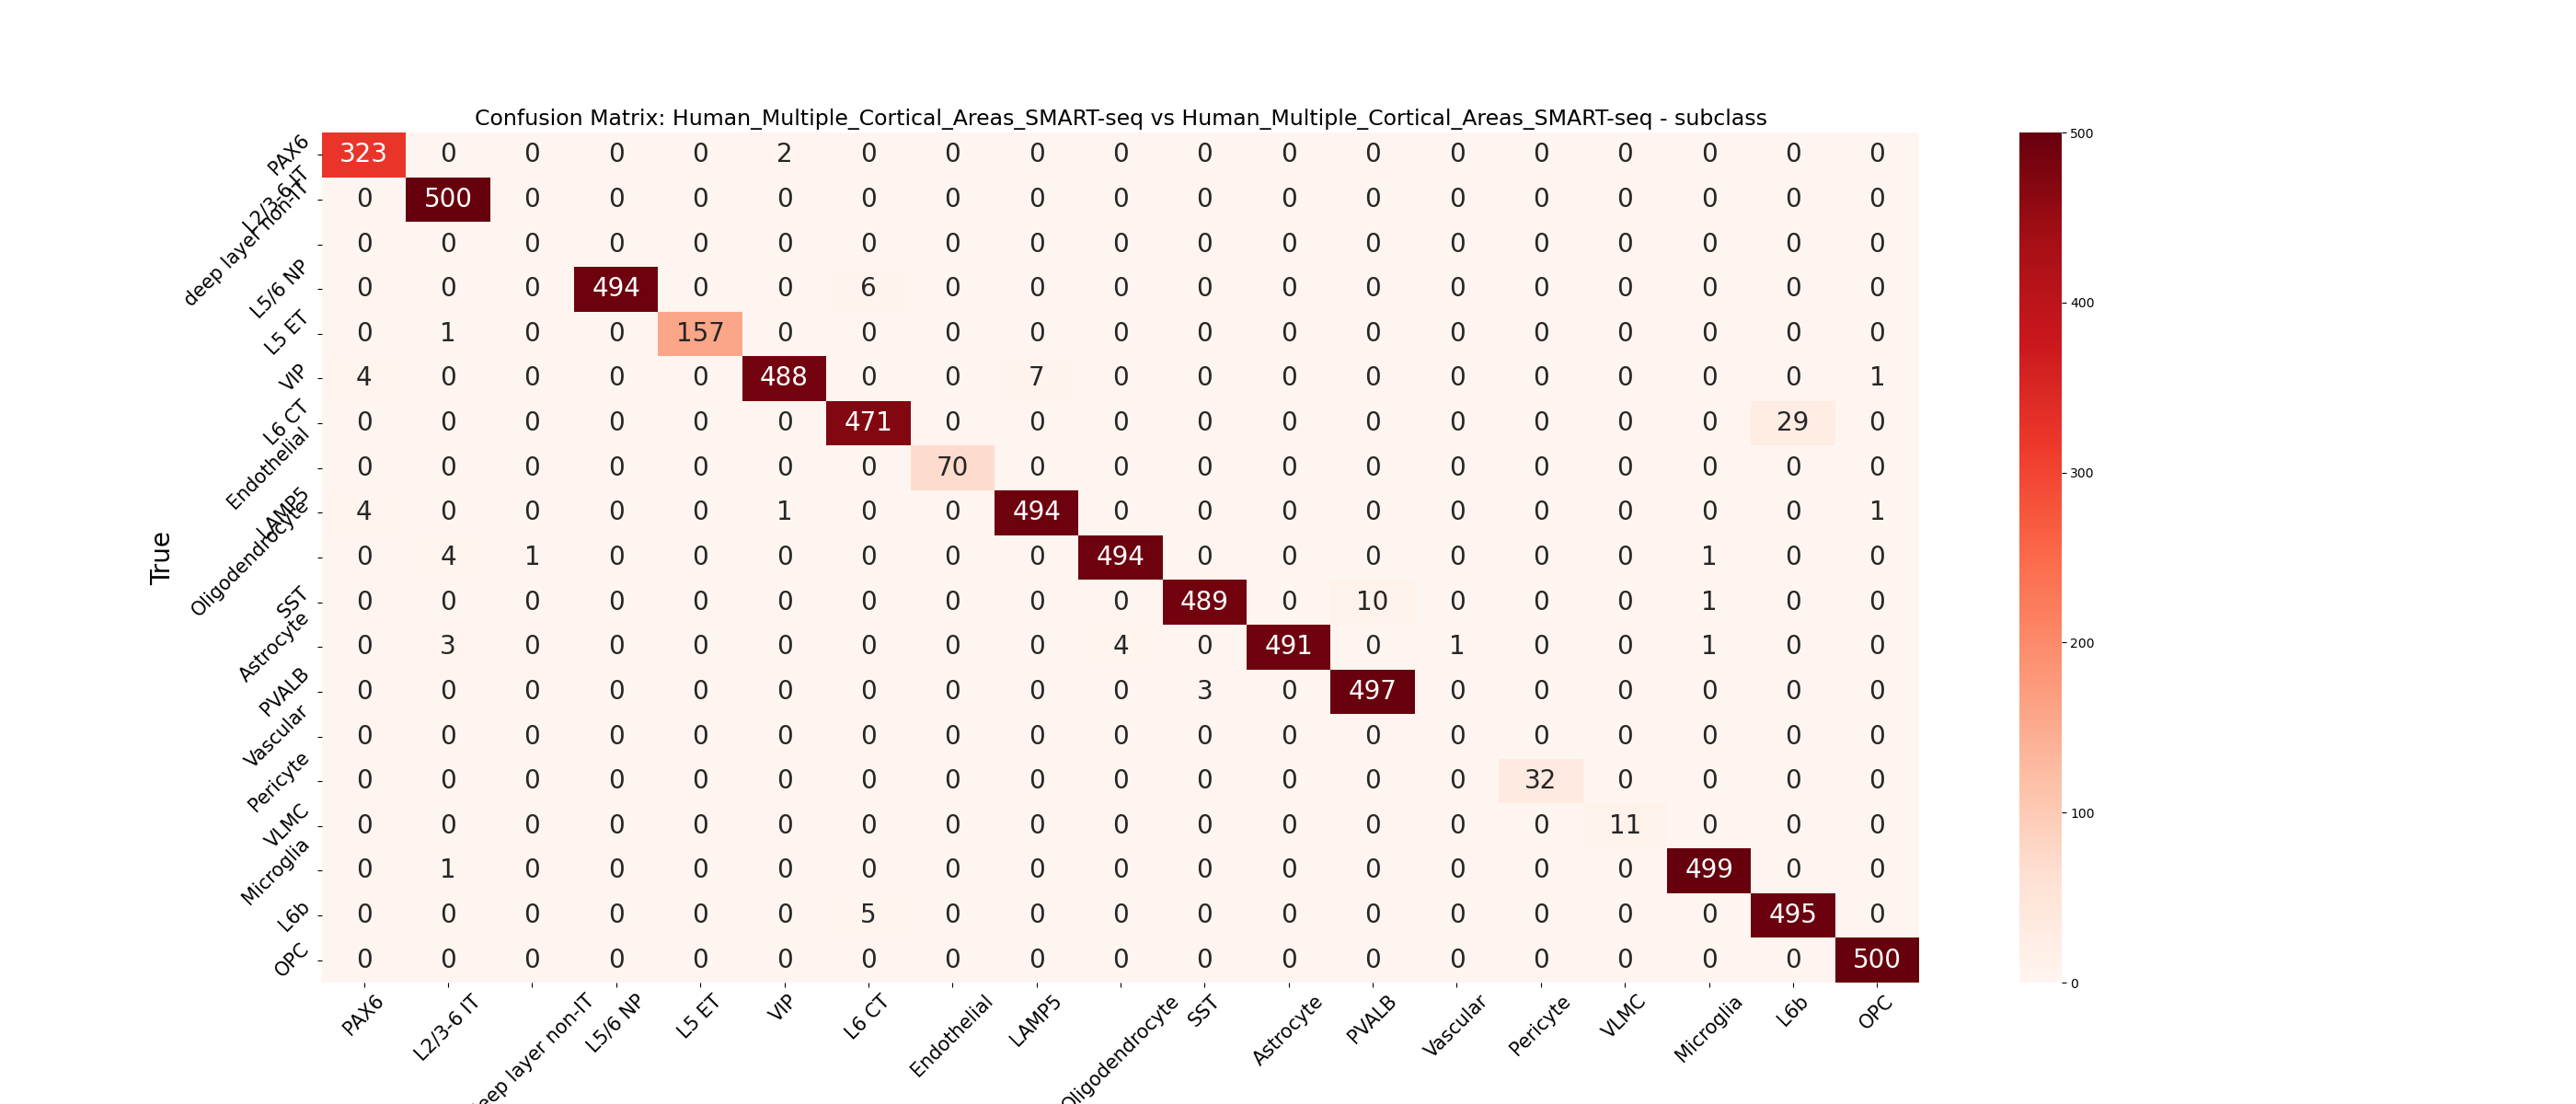 Confusion Matrix: Human_Multiple_Cortical_Areas_SMART-seq vs Human_Multiple_Cortical_Areas_SMART-seq - subclass
True
PAX6 323 0 0 0 0 2 0 0 0 0 0 0 0 0 0 0 0 0 0
L2/3-6 IT 0 500 0 0 0 0 0 0 0 0 0 0 0 0 0 0 0 0 0
deep layer non-IT 0 0 0 0 0 0 0 0 0 0 0 0 0 0 0 0 0 0 0
L5/6 NP 0 0 0 494 0 0 6 0 0 0 0 0 0 0 0 0 0 0 0
L5 ET 0 1 0 0 157 0 0 0 0 0 0 0 0 0 0 0 0 0 0
VIP 4 0 0 0 0 488 0 0 7 0 0 0 0 0 0 0 0 0 1
L6 CT 0 0 0 0 0 0 471 0 0 0 0 0 0 0 0 0 0 29 0
Endothelial 0 0 0 0 0 0 0 70 0 0 0 0 0 0 0 0 0 0 0
LAMP5 4 0 0 0 0 1 0 0 494 0 0 0 0 0 0 0 0 0 1
Oligodendrocyte 0 4 1 0 0 0 0 0 0 494 0 0 0 0 0 0 1 0 0
SST 0 0 0 0 0 0 0 0 0 0 489 0 10 0 0 0 1 0 0
Astrocyte 0 3 0 0 0 0 0 0 0 4 0 491 0 1 0 0 1 0 0
PVALB 0 0 0 0 0 0 0 0 0 0 3 0 497 0 0 0 0 0 0
Vascular 0 0 0 0 0 0 0 0 0 0 0 0 0 0 0 0 0 0 0
Pericyte 0 0 0 0 0 0 0 0 0 0 0 0 0 0 32 0 0 0 0
VLMC 0 0 0 0 0 0 0 0 0 0 0 0 0 0 0 11 0 0 0
Microglia 0 1 0 0 0 0 0 0 0 0 0 0 0 0 0 0 499 0 0
L6b 0 0 0 0 0 0 5 0 0 0 0 0 0 0 0 0 0 495 0
OPC 0 0 0 0 0 0 0 0 0 0 0 0 0 0 0 0 0 0 500
PAX6 L2/3-6 IT eep layer non-IT L5/6 NP L5 ET VIP L6 CT Endothelial LAMP5 Oligodendrocyte SST Astrocyte PVALB Vascular Pericyte VLMC Microglia L6b OPC
500
400
300
200
100
0